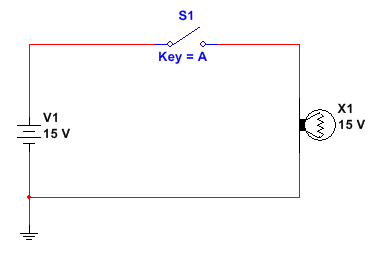 S1
Key = A
V1
15 V
X1
15 V